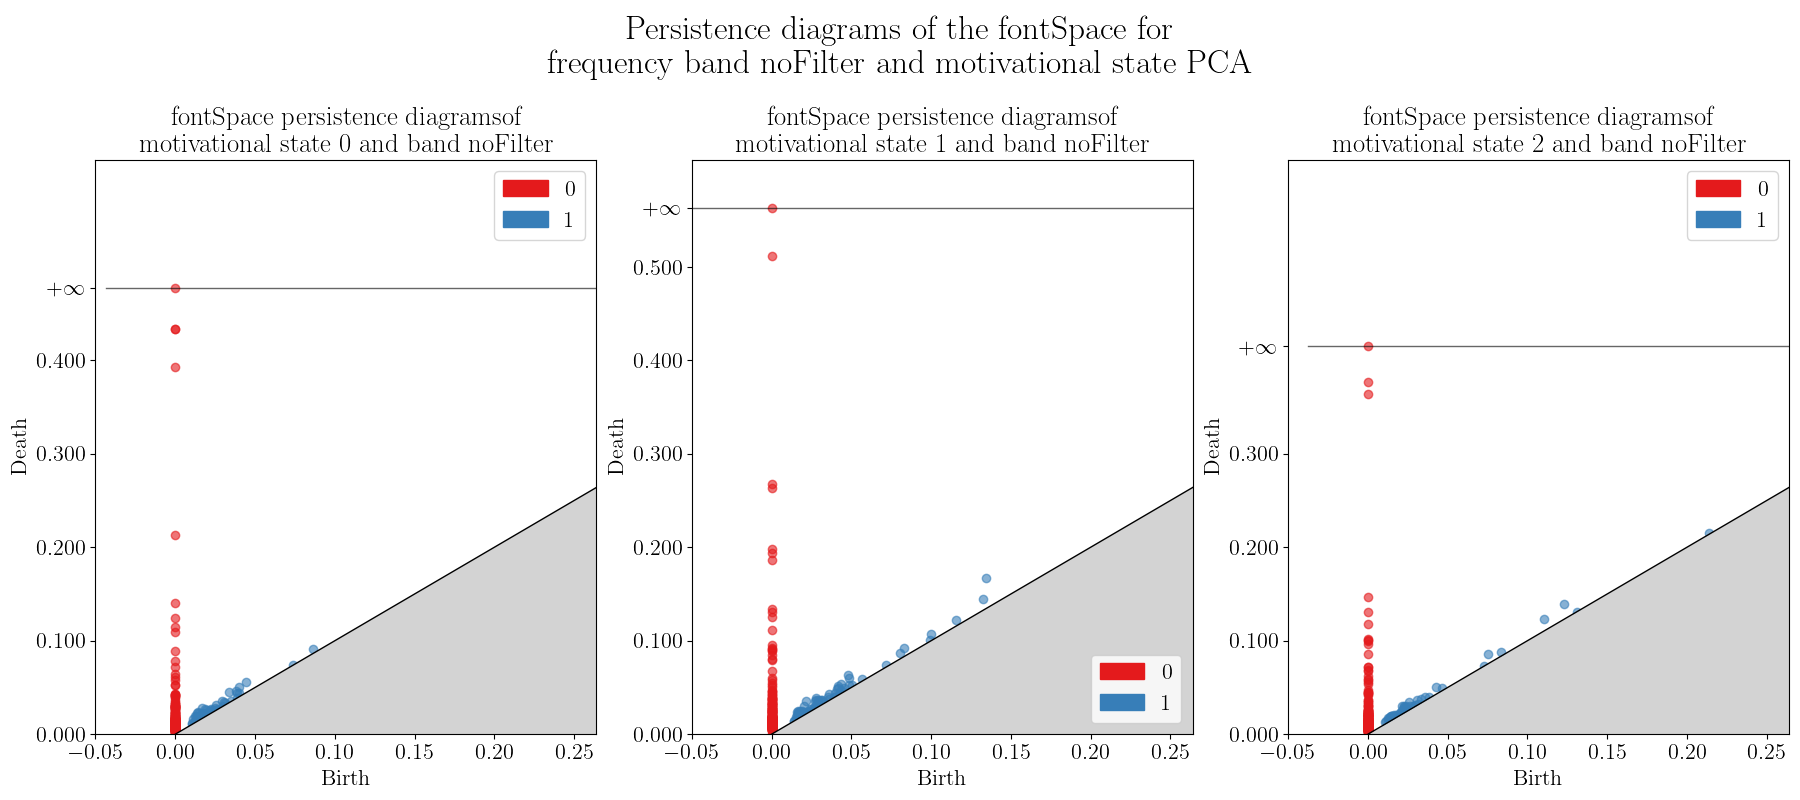 Persistence diagrams of the fontSpace for
frequency band noFilter and motivational state PCA
fontSpace persistence diagramsof
motivational state 0 and band noFilter
0
1
+∞
0.400
0.300
0.200
0.100
0.000
Death
−0.05 0.00 0.05 0.10 0.15 0.20 0.25
Birth
fontSpace persistence diagramsof
motivational state 1 and band noFilter
+∞
0.500
0.400
0.300
0.200
0.100
0.000
Death
0
1
−0.05 0.00 0.05 0.10 0.15 0.20 0.25
Birth
fontSpace persistence diagramsof
motivational state 2 and band noFilter
0
1
+∞
0.300
0.200
0.100
0.000
Death
−0.05 0.00 0.05 0.10 0.15 0.20 0.25
Birth